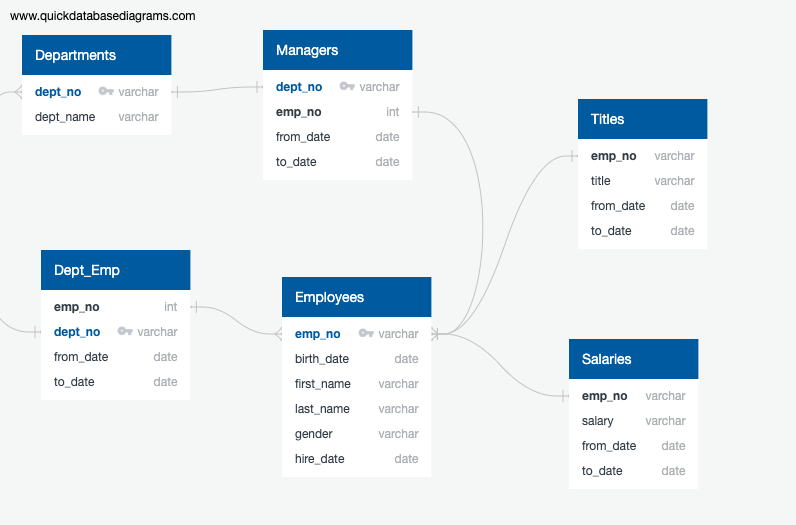 www.quickdatabasediagrams.com
Departments
dept_no varchar
dept_name varchar
Managers
dept_no varchar
emp_no int
from_date date
to_date date
Titles
emp_no varchar
title varchar
from_date date
to_date date
Dept_Emp
emp_no int
dept_no varchar
from_date date
to_date date
Employees
emp_no varchar
birth_date date
first_name varchar
last_name varchar
gender varchar
hire_date date
Salaries
emp_no varchar
salary varchar
from_date date
to_date date